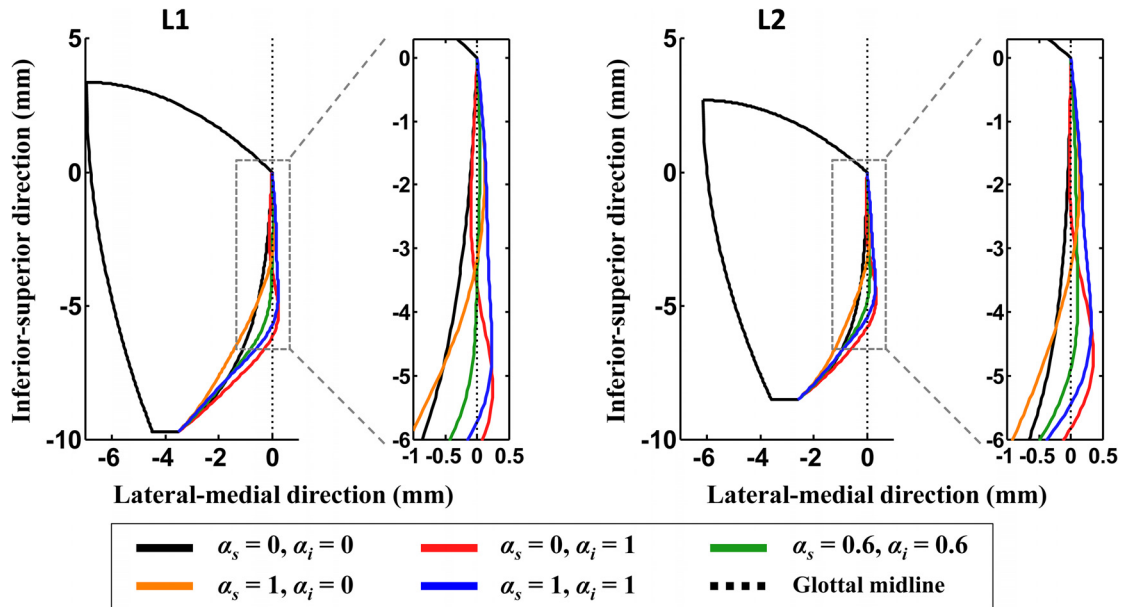 L1
Inferior-superior direction (mm)
5
0
-5
-10
-6 -4 -2 0
Lateral-medial direction (mm)
0
-1
-2
-3
-4
-5
-6
-1 -0.5 0 0.5
L2
Inferior-superior direction (mm)
5
0
-5
-10
-6 -4 -2 0
Lateral-medial direction (mm)
0
-1
-2
-3
-4
-5
-6
-1 -0.5 0 0.5
αs = 0, αi = 0
αs = 0, αi = 1
αs = 0.6, αi = 0.6
αs = 1, αi = 0
αs = 1, αi = 1
Glottal midline